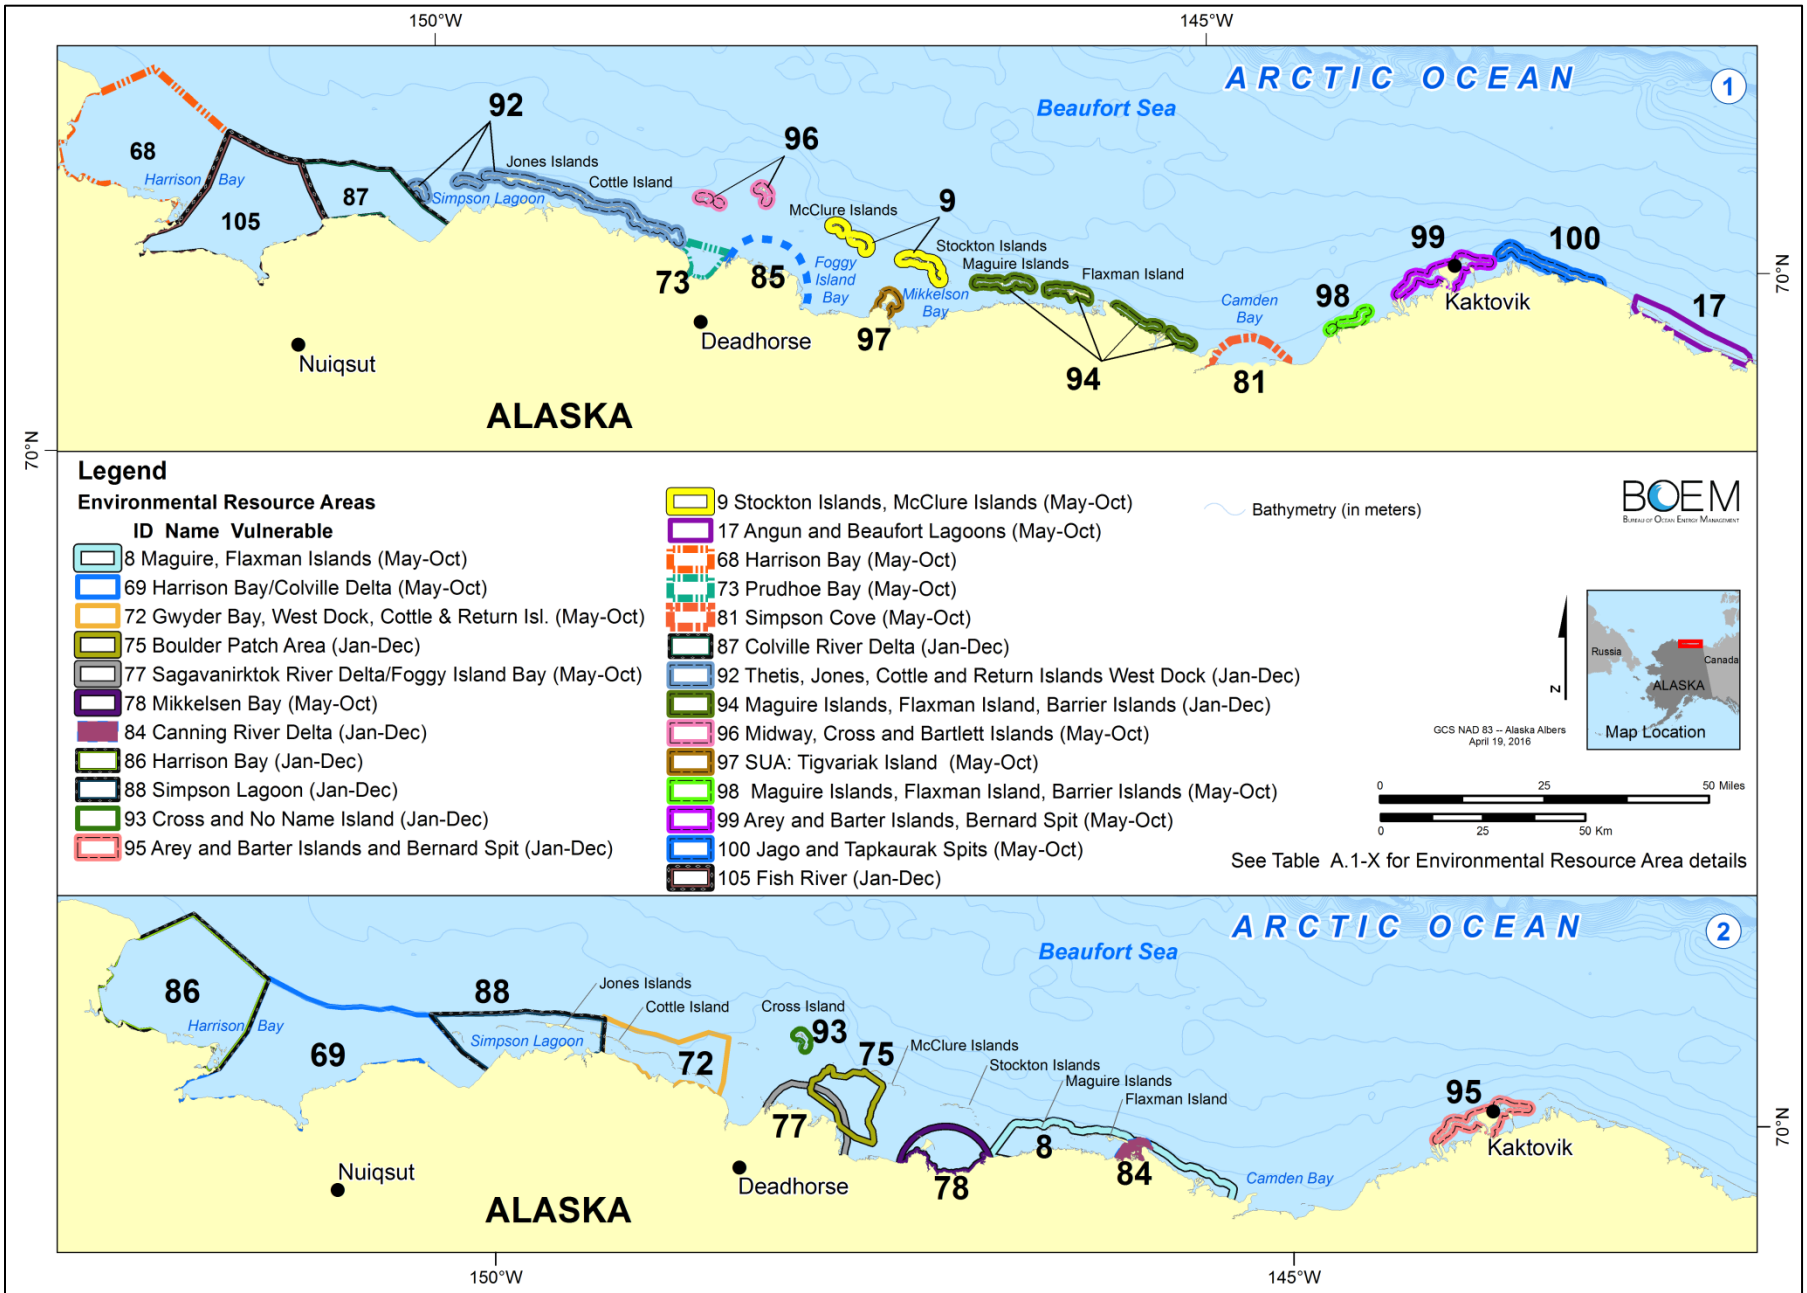 150°W
145°W
ARCTIC OCEAN
1
Beaufort Sea
92
96
68
Harrison Bay
87
105
Jones Islands
Cottle Island
Simpson Lagoon
McClure Islands
9
Stockton Islands
Maguire Islands
Flaxman Island
99
100
73
85
Foggy
Island
Bay
Mikkelson
Bay
97
Camden
Bay
98
Kaktovik
17
70°N
Nuiqsut
Deadhorse
94
81
ALASKA
70°N
Legend
Environmental Resource Areas
ID Name Vulnerable
8 Maguire, Flaxman Islands (May-Oct)
69 Harrison Bay/Colville Delta (May-Oct)
72 Gwyder Bay, West Dock, Cottle & Return Isl. (May-Oct)
75 Boulder Patch Area (Jan-Dec)
77 Sagavanirktok River Delta/Foggy Island Bay (May-Oct)
78 Mikkelsen Bay (May-Oct)
84 Canning River Delta (Jan-Dec)
86 Harrison Bay (Jan-Dec)
88 Simpson Lagoon (Jan-Dec)
93 Cross and No Name Island (Jan-Dec)
95 Arey and Barter Islands and Bernard Spit (Jan-Dec)
9 Stockton Islands, McClure Islands (May-Oct)
17 Angun and Beaufort Lagoons (May-Oct)
68 Harrison Bay (May-Oct)
73 Prudhoe Bay (May-Oct)
81 Simpson Cove (May-Oct)
87 Colville River Delta (Jan-Dec)
92 Thetis, Jones, Cottle and Return Islands West Dock (Jan-Dec)
94 Maguire Islands, Flaxman Island, Barrier Islands (Jan-Dec)
96 Midway, Cross and Bartlett Islands (May-Oct)
97 SUA: Tigvariak Island (May-Oct)
98 Maguire Islands, Flaxman Island, Barrier Islands (May-Oct)
99 Arey and Barter Islands, Bernard Spit (May-Oct)
100 Jago and Tapkaurak Spits (May-Oct)
105 Fish River (Jan-Dec)
Bathymetry (in meters)
BOEM
BUREAU OF OCEAN ENERGY MANAGEMENT
N
Russia
Canada
ALASKA
Map Location
GCS NAD 83 -- Alaska Albers
April 19, 2016
0 25 50 Miles
0 25 50 Km
See Table A.1-X for Environmental Resource Area details
ARCTIC OCEAN
2
Beaufort Sea
86
Harrison Bay
69
88
Jones Islands
Cottle Island
Simpson Lagoon
72
Cross Island
93
75
McClure Islands
Stockton Islands
Maguire Islands
Flaxman Island
77
78
8
84
Camden Bay
95
Kaktovik
70°N
Nuiqsut
Deadhorse
ALASKA
150°W
145°W